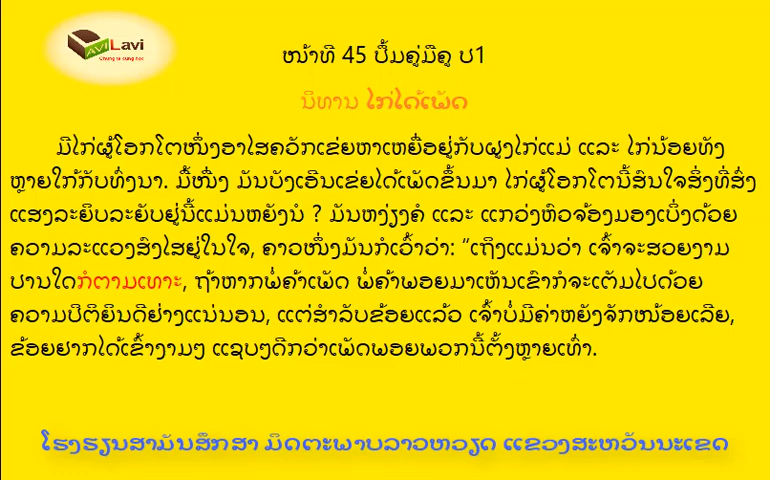 AVI Lavi
Chúng ta cùng học
ໜ້າທີ 45 ປຶ້ມຄູ່ມືຄູ ປ1
ນິທານ ໄກ່ໄດ້ເພັດ
ມີໄກ່ຜູ້ໂອກໂຕໜຶ່ງອາໄສຄວັກເຂ່ຍຫາເຫຍື່ອຢູ່ກັບຝູງໄກ່ແມ່ ແລະ ໄກ່ນ້ອຍທັງ
ຫຼາຍໃກ້ກັບທົ່ງນາ. ມື້ໜຶ່ງ ມັນບັງເອີນເຂ່ຍໄດ້ເພັດຂຶ້ນມາ ໄກ່ຜູ້ໂອກໂຕນີ້ສົນໃຈສິ່ງທີ່ສົ່ງ
ແສງລະຍິບລະຍັບຢູ່ນີ້ແມ່ນຫຍັງນໍ ? ມັນຫງ່ຽງຄໍ ແລະ ແກວ່ງຫົວຈ້ອງມອງເບິ່ງດ້ວຍ
ຄວາມລະແວງສົງໄສຢູ່ໃນໃຈ, ຄາວໜຶ່ງມັນກໍເວົ້າວ່າ: “ເຖິງແມ່ນວ່າ ເຈົ້າຈະສວຍງາມ
ປານໃດກໍຕາມເທາະ, ຖ້າຫາກພໍ່ຄ້າເພັດ ພໍ່ຄ້າພອຍມາເຫັນເຂົາກໍຈະເຕັມໄປດ້ວຍ
ຄວາມປິຕິຍິນດີຢ່າງແນ່ນອນ, ແຕ່ສຳລັບຂ້ອຍແລ້ວ ເຈົ້າບໍ່ມີຄ່າຫຍັງຈັກໜ້ອຍເລີຍ,
ຂ້ອຍຢາກໄດ້ເຂົ້າງາມໆ ແຊບໆດີກວ່າເພັດພອຍພວກນີ້ຕັ້ງຫຼາຍເທົ່າ.
ໂຮງຮຽນສາມັນສຶກສາ ມິດຕະພາບລາວຫວຽດ ແຂວງສະຫວັນນະເຂດ